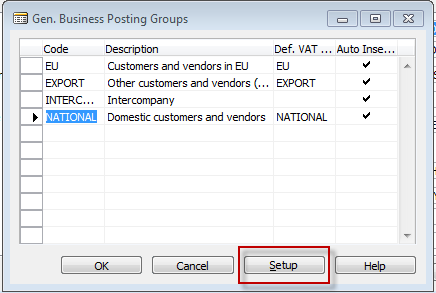 Gen. Business Posting Groups
Code Description Def. VAT ... Auto Inse...
EU Customers and vendors in EU EU
EXPORT Other customers and vendors (... EXPORT
INTERC... Intercompany
NATIONAL Domestic customers and vendors NATIONAL
OK Cancel Setup Help